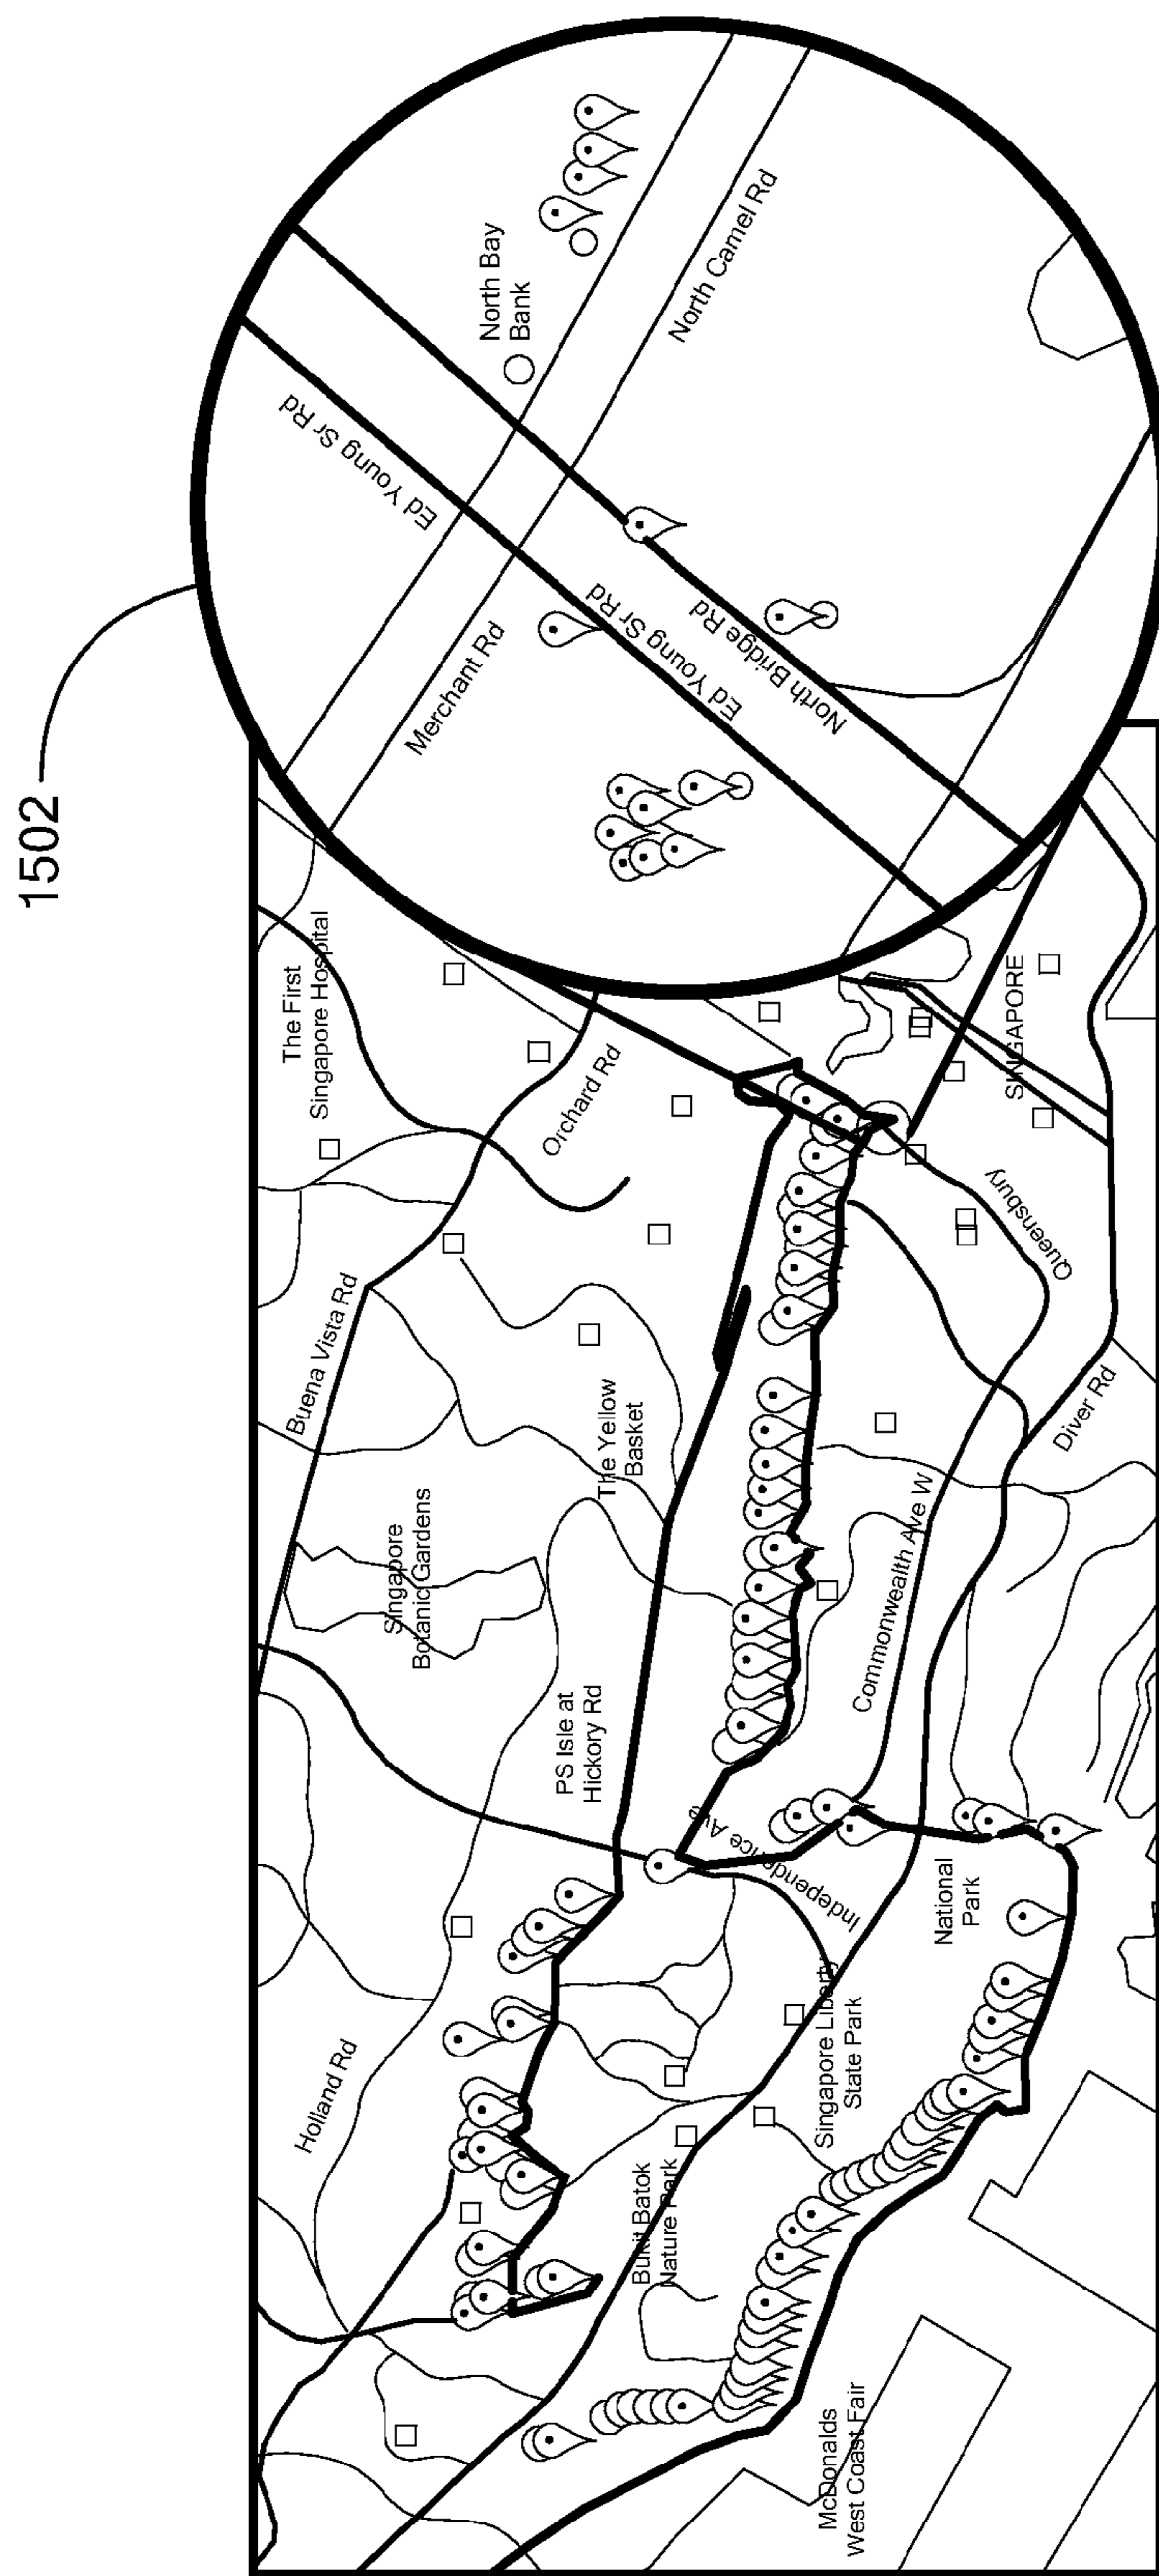 1502
North Bay
Bank
North Camel Rd
Ed Young Sr Rd
Merchant Rd
Ed Young Sr Rd
North Bridge Rd
The First
Singapore Hospital
Orchard Rd
SINGAPORE
Queensbury
Buena Vista Rd
The Yellow
Basket
Diver Rd
Singapore
Botanic Gardens
Commonwealth Ave W
PS Isle at
Hickory Rd
Independence Ave
National
Park
Holland Rd
Singapore Liberty
State Park
Bukit Batok
Nature Park
McDonalds
West Coast Fair